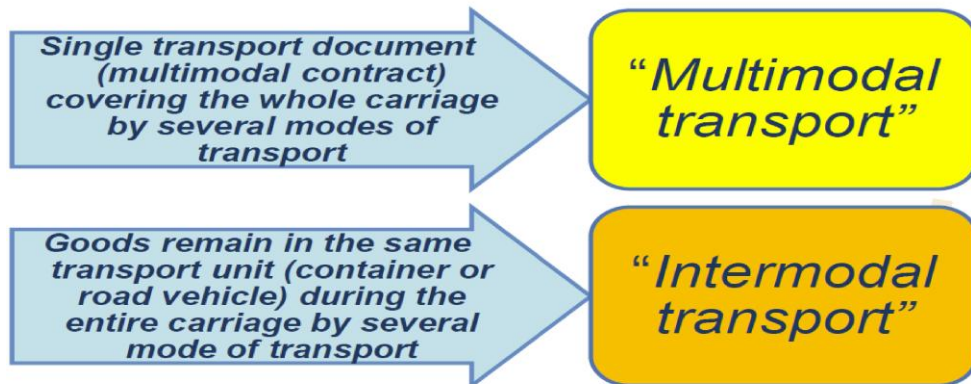 Single transport document
(multimodal contract)
covering the whole carriage
by several modes of
transport
“Multimodal
transport”
Goods remain in the same
transport unit (container or
road vehicle) during the
entire carriage by several
mode of transport
“Intermodal
transport”